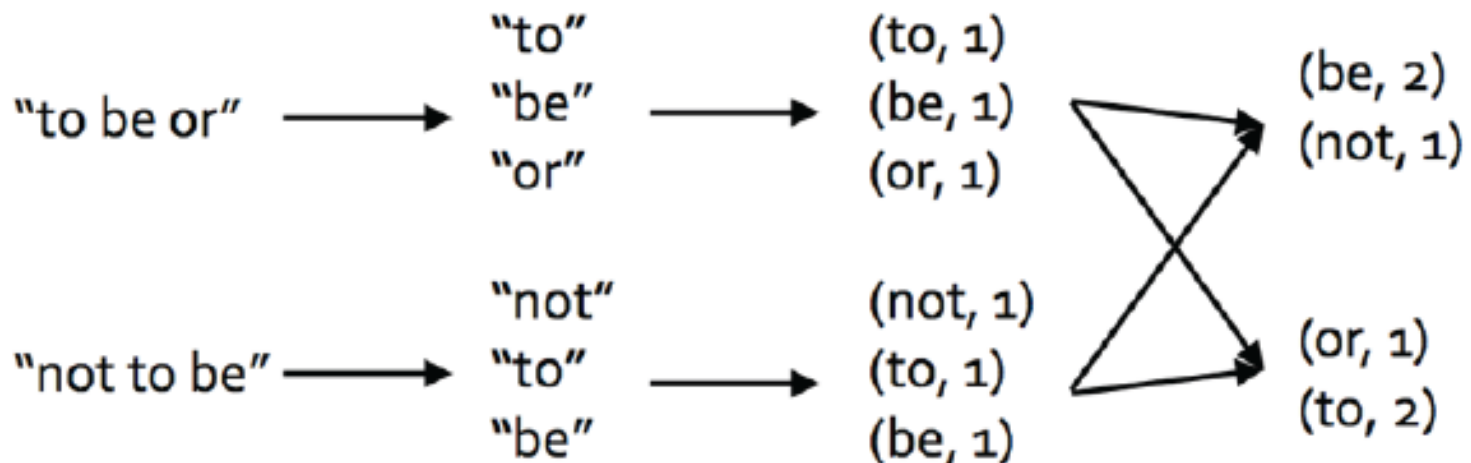 "to be or"
"to"
"be"
"or"
(to, 1)
(be, 1)
(or, 1)
(be, 2)
(not, 1)
"not to be"
"not"
"to"
"be"
(not, 1)
(to, 1)
(be, 1)
(or, 1)
(to, 2)